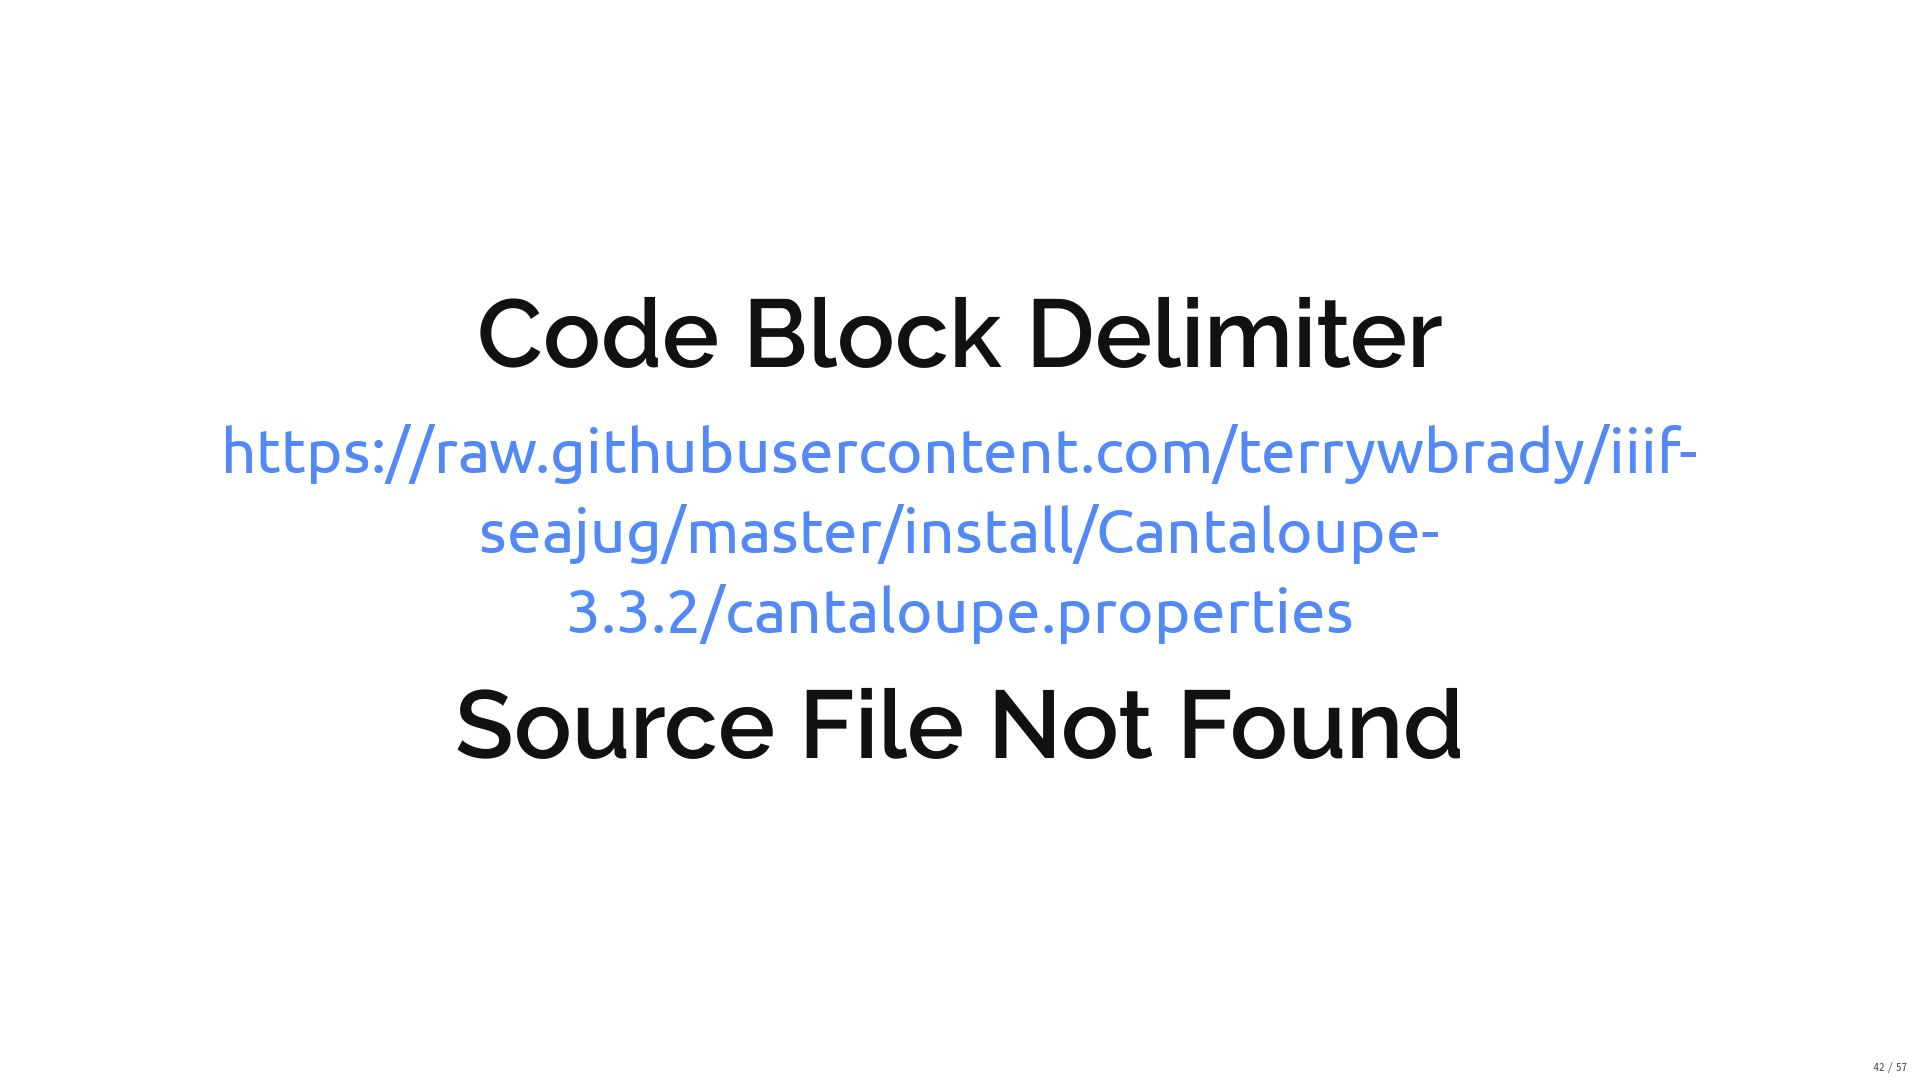 Code Block Delimiter
https://raw.githubusercontent.com/terrywbrady/iiif-
seajug/master/install/Cantaloupe-
3.3.2/cantaloupe.properties
Source File Not Found
42 / 57